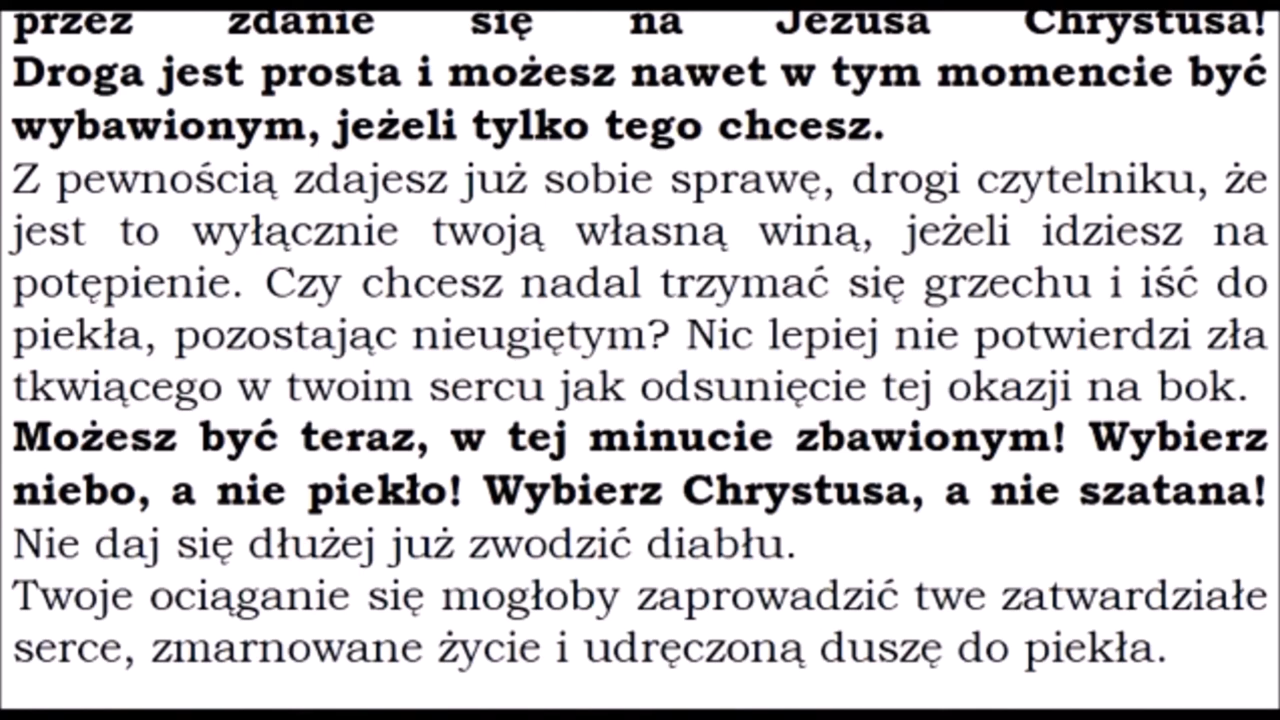 przez zdanie się na Jezusa Chrystusa!
Droga jest prosta i możesz nawet w tym momencie być
wybawionym, jeżeli tylko tego chcesz.
Z pewnością zdajesz już sobie sprawę, drogi czytelniku, że
jest to wyłącznie twoją własną winą, jeżeli idziesz na
potępienie. Czy chcesz nadal trzymać się grzechu i iść do
piekła, pozostając nieugiętym? Nic lepiej nie potwierdzi zła
tkwiącego w twoim sercu jak odsunięcie tej okazji na bok.
Możesz być teraz, w tej minucie zbawionym! Wybierz
niebo, a nie piekło! Wybierz Chrystusa, a nie szatana!
Nie daj się dłużej już zwodzić diabłu.
Twoje ociąganie się mogłoby zaprowadzić twe zatwardziałe
serce, zmarnowane życie i udręczoną duszę do piekła.